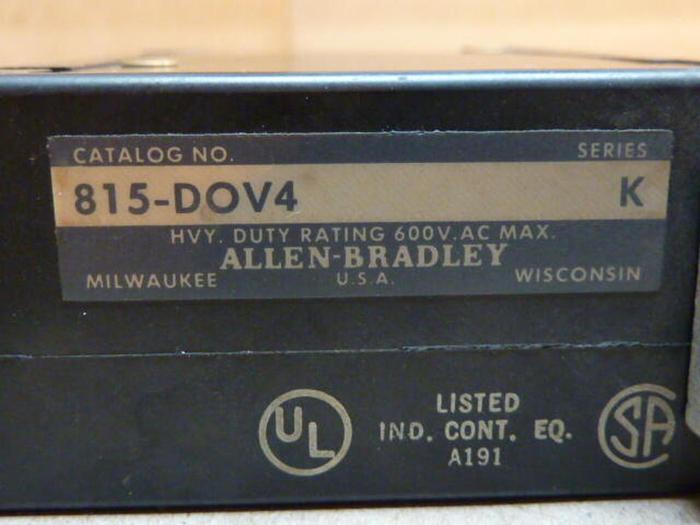 CATALOG NO. SERIES
815-DOV4 K
HVY. DUTY RATING 600V. AC MAX.
ALLEN-BRADLEY
MILWAUKEE U.S.A. WISCONSIN
UL LISTED SA
IND. CONT. EQ.
A191